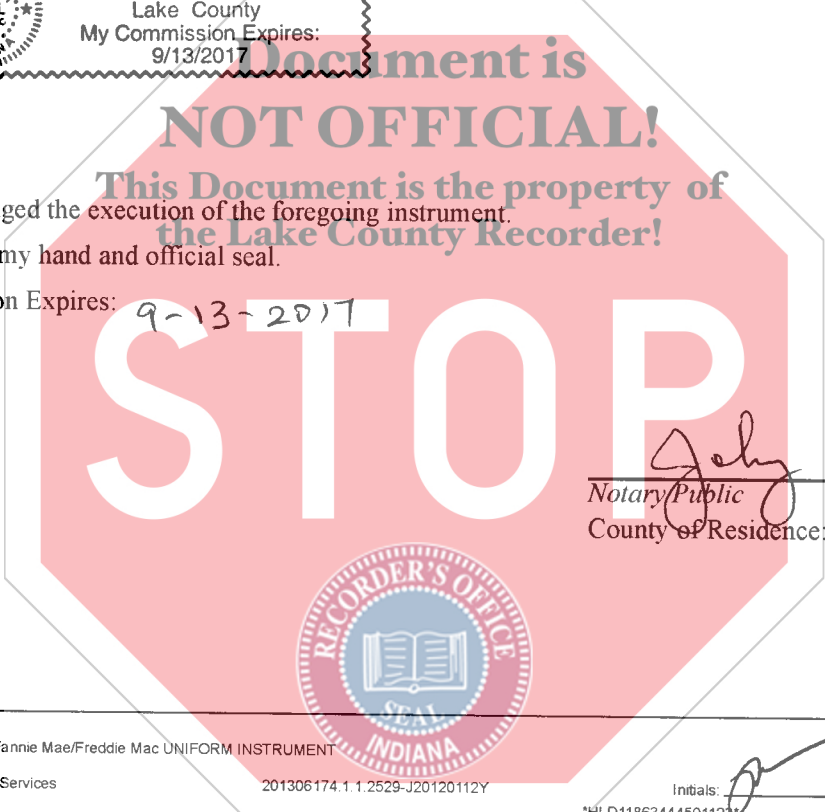 Lake County
My Commission Expires:
9/13/2017
Document is
NOT OFFICIAL!
This Document is the property of
the Lake County Recorder!
ged the execution of the foregoing instrument.
my hand and official seal.
n Expires: 9-13-2017
STOP
Notary Public
County of Residence:
RECORDER'S OFFICE
SEAL
INDIANA
annie Mae/Freddie Mac UNIFORM INSTRUMENT
Services 201306174.1.1.2529-J20120112Y Initials: